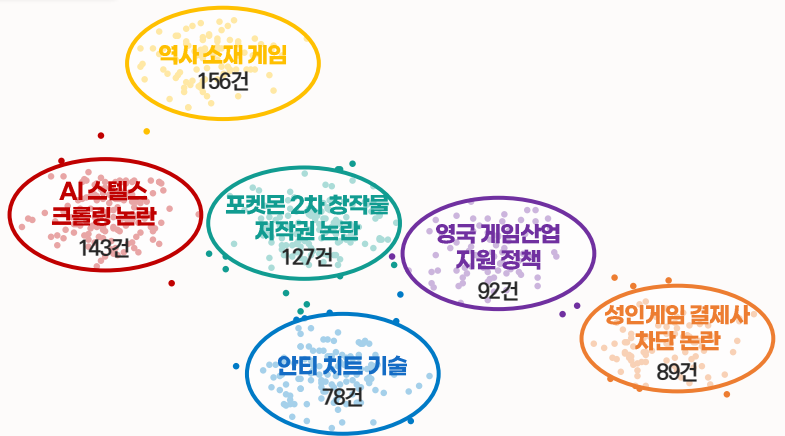 역사 소재 게임
156건
AI 스텔스
크롤링 논란
143건
포켓몬 2차 창작물
저작권 논란
127건
영국 게임산업
지원 정책
92건
성인게임 결제사
차단 논란
89건
안티 치트 기술
78건